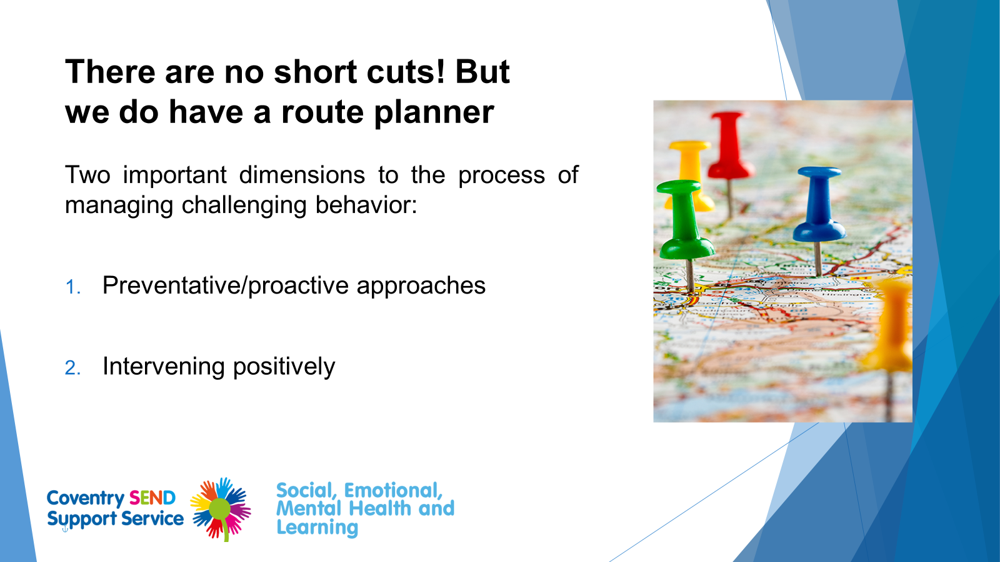 There are no short cuts! But
we do have a route planner
Two important dimensions to the process of
managing challenging behavior:
1. Preventative/proactive approaches
2. Intervening positively
Coventry SEND
Support Service
Social, Emotional,
Mental Health and
Learning